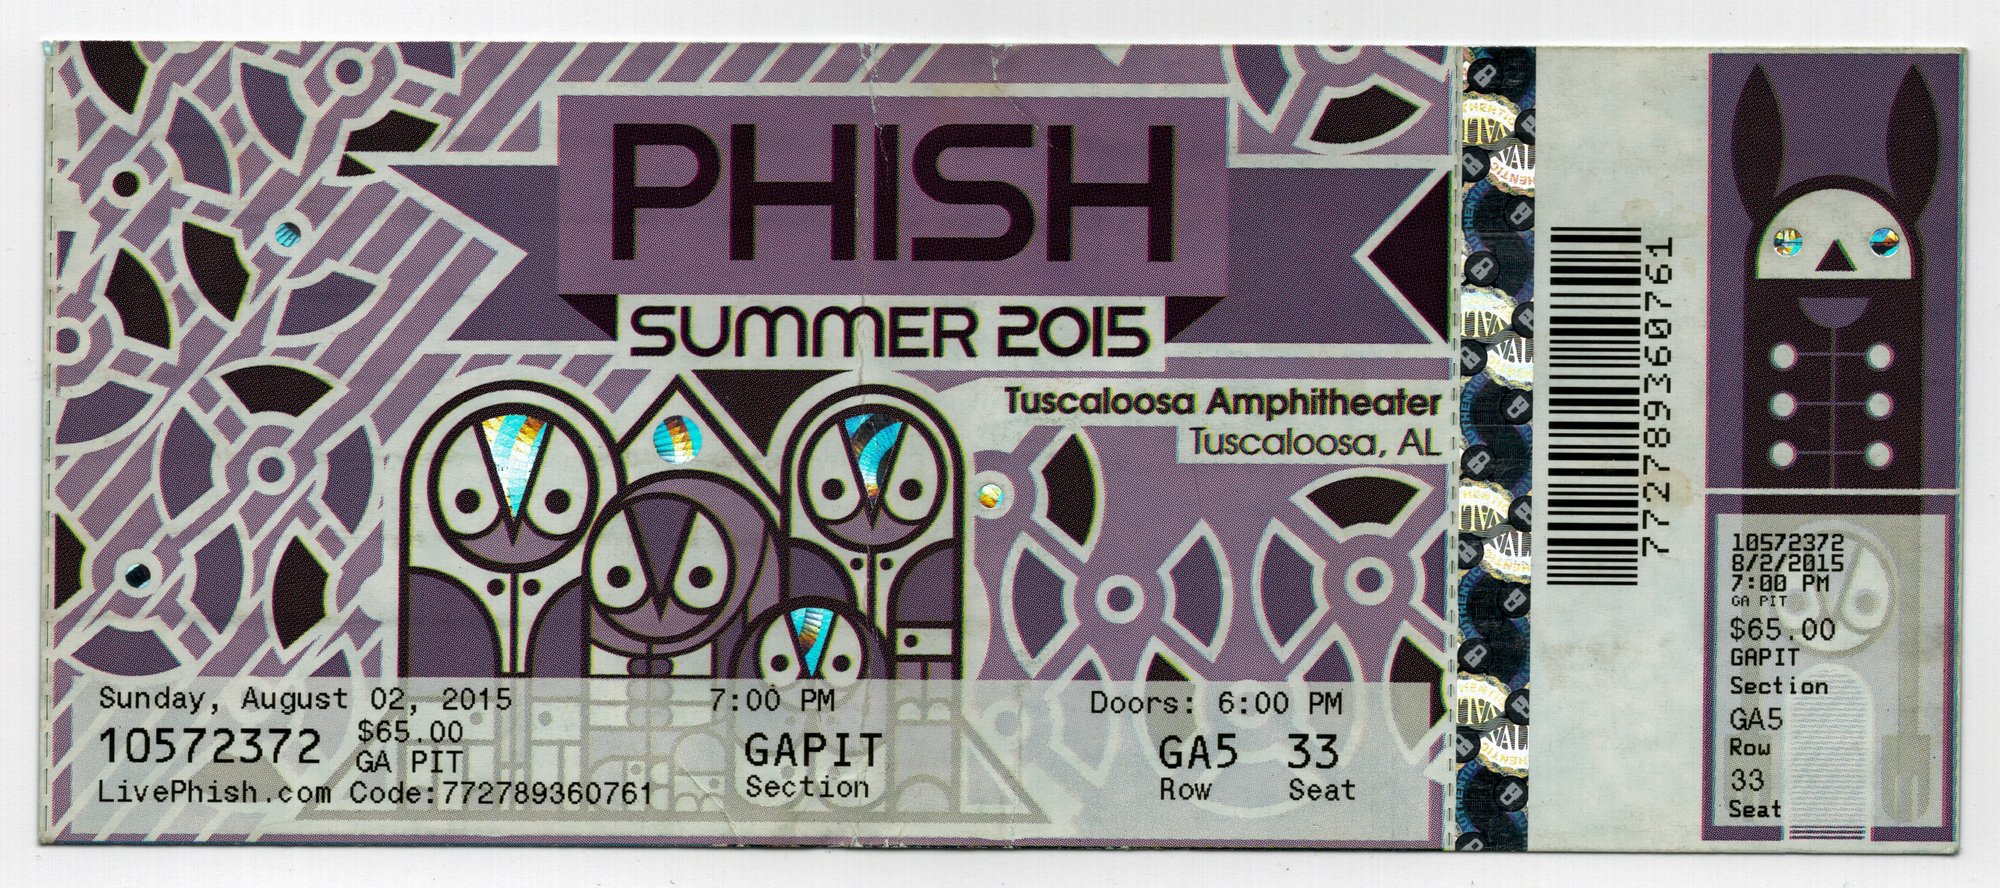 PHISH
SUMMER 2015
Tuscaloosa Amphitheater
Tuscaloosa, AL
Sunday, August 02, 2015 7:00 PM Doors: 6:00 PM
10572372 $65.00 GAPIT GA5 33
GA PIT Section Row Seat
LivePhish.com Code:772789360761
772789360761
10572372
8/2/2015
7:00 PM
GA PIT
$65.00
GAPIT
Section
GA5
Row
33
Seat